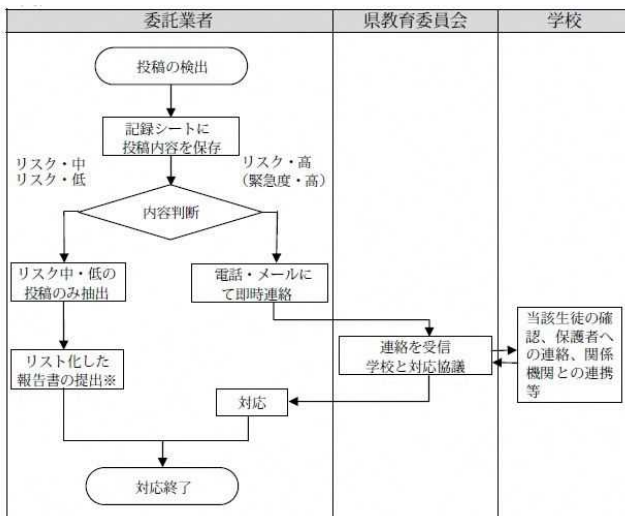 委託業者
県教育委員会
学校
投稿の検出
記録シートに
投稿内容を保存
リスク・中
リスク・低
リスク・高
（緊急度・高）
内容判断
リスク中・低の
投稿のみ抽出
電話・メールに
て即時連絡
連絡を受信
学校と対応協議
当該生徒の確
認、保護者へ
の連絡、関係
機関との連携
等
リスト化した
報告書の提出※
対応
対応終了